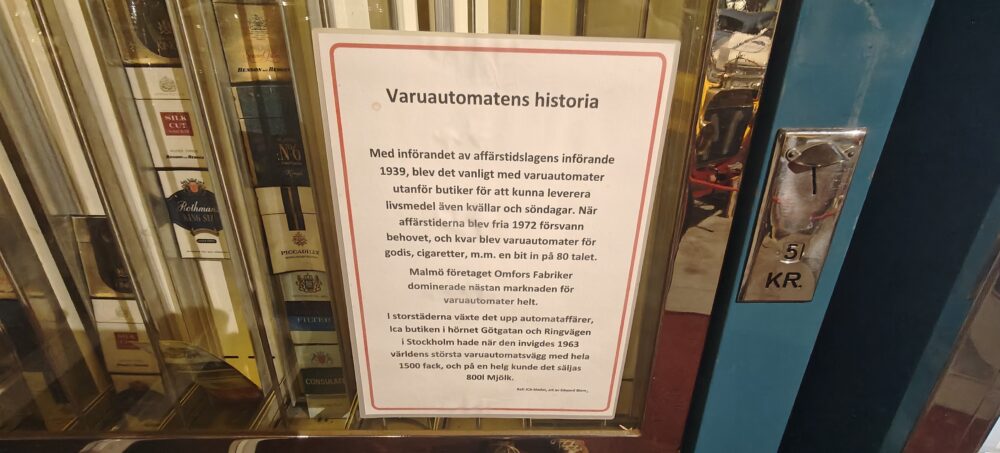 Varuautomatens historia
Med införandet av affärstidslagens införande
1939, blev det vanligt med varuautomater
utanför butiker för att kunna leverera
livsmedel även kvällar och söndagar. När
affärstiderna blev fria 1972 försvann
behovet, och kvar blev varuautomater för
godis, cigaretter, m.m. en bit in på 80 talet.
Malmö företaget Omfors Fabriker
dominerade nästan marknaden för
varuautomater helt.
I storstäderna växte det upp automataffärer,
Ica butiken i hörnet Götgatan och Ringvägen
i Stockholm hade när den invigdes 1963
världens största varuautomatsvägg med hela
1500 fack, och på en helg kunde det säljas
800l Mjölk.
BENSON AND HEDGES
SILK
CUT
No6
Rothmans
KING SIZE
PICCADILLY
FILTER
CONSULATE
5
KR.